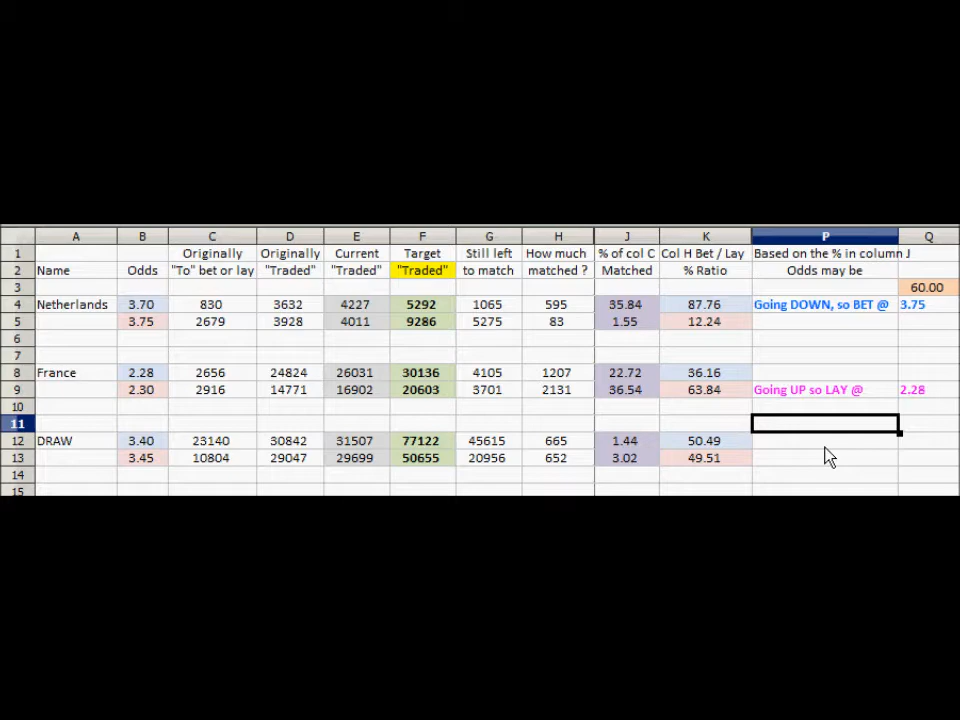 A B C D E F G H J K P Q
1 Originally Originally Current Target Still left How much % of col C Col H Bet / Lay Based on the % in column J
2 Name Odds "To" bet or lay "Traded" "Traded" "Traded" to match matched ? Matched % Ratio Odds may be
3 60.00
4 Netherlands 3.70 830 3632 4227 5292 1065 595 35.84 87.76 Going DOWN, so BET @ 3.75
5 3.75 2679 3928 4011 9286 5275 83 1.55 12.24
6
7
8 France 2.28 2656 24824 26031 30136 4105 1207 22.72 36.16
9 2.30 2916 14771 16902 20603 3701 2131 36.54 63.84 Going UP so LAY @ 2.28
10
11
12 DRAW 3.40 23140 30842 31507 77122 45615 665 1.44 50.49
13 3.45 10804 29047 29699 50655 20956 652 3.02 49.51
14
15